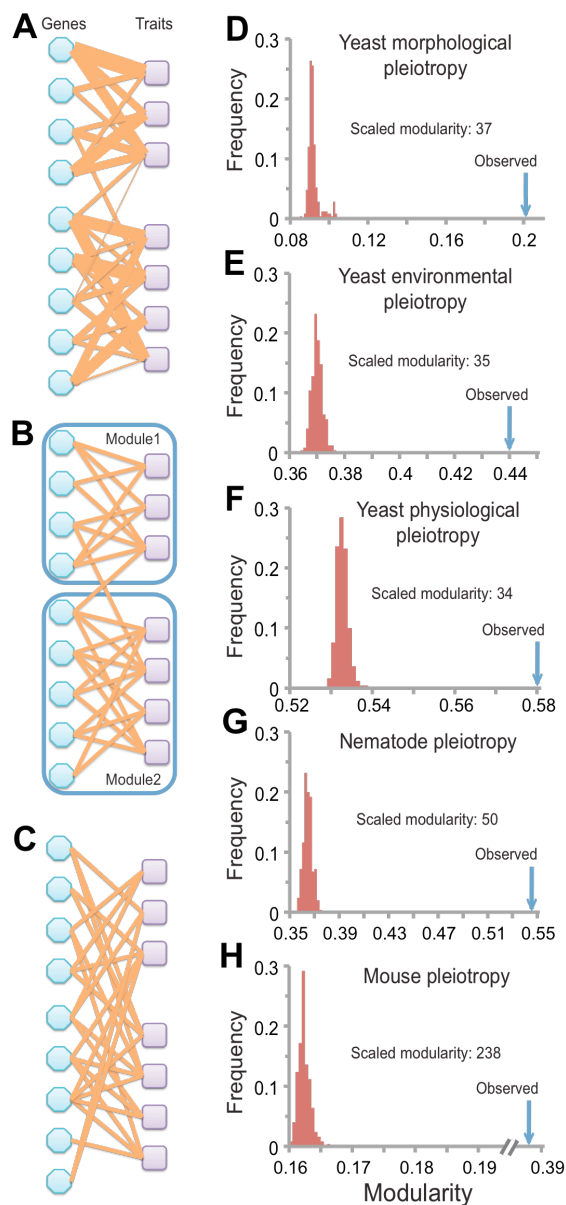 A
Genes
Traits
B
Module1
Module2
C
D
Yeast morphological
pleiotropy
Scaled modularity: 37
Observed
Frequency
0.3
0.2
0.1
0
0.08 0.12 0.16 0.2
E
Yeast environmental
pleiotropy
Scaled modularity: 35
Observed
Frequency
0.3
0.2
0.1
0
0.36 0.38 0.4 0.42 0.44
F
Yeast physiological
pleiotropy
Scaled modularity: 34
Observed
Frequency
0.3
0.2
0.1
0
0.52 0.54 0.56 0.58
G
Nematode pleiotropy
Scaled modularity: 50
Observed
Frequency
0.3
0.2
0.1
0
0.35 0.39 0.43 0.47 0.51 0.55
H
Mouse pleiotropy
Scaled modularity: 238
Observed
Frequency
0.3
0.2
0.1
0
0.16 0.17 0.18 0.19 0.39
Modularity